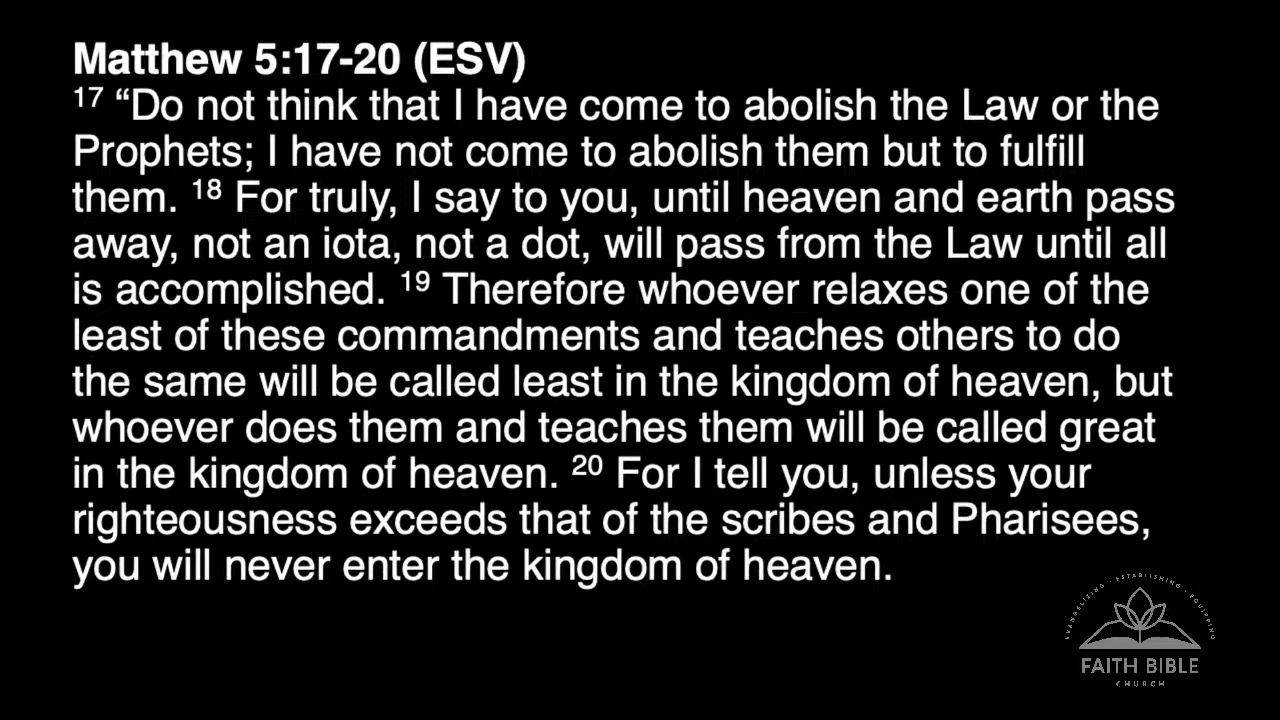 Matthew 5:17-20 (ESV)
17 “Do not think that I have come to abolish the Law or the
Prophets; I have not come to abolish them but to fulfill
them. 18 For truly, I say to you, until heaven and earth pass
away, not an iota, not a dot, will pass from the Law until all
is accomplished. 19 Therefore whoever relaxes one of the
least of these commandments and teaches others to do
the same will be called least in the kingdom of heaven, but
whoever does them and teaches them will be called great
in the kingdom of heaven. 20 For I tell you, unless your
righteousness exceeds that of the scribes and Pharisees,
you will never enter the kingdom of heaven.
EVANGELIZING · ESTABLISHING · EQUIPPING
FAITH BIBLE
CHURCH